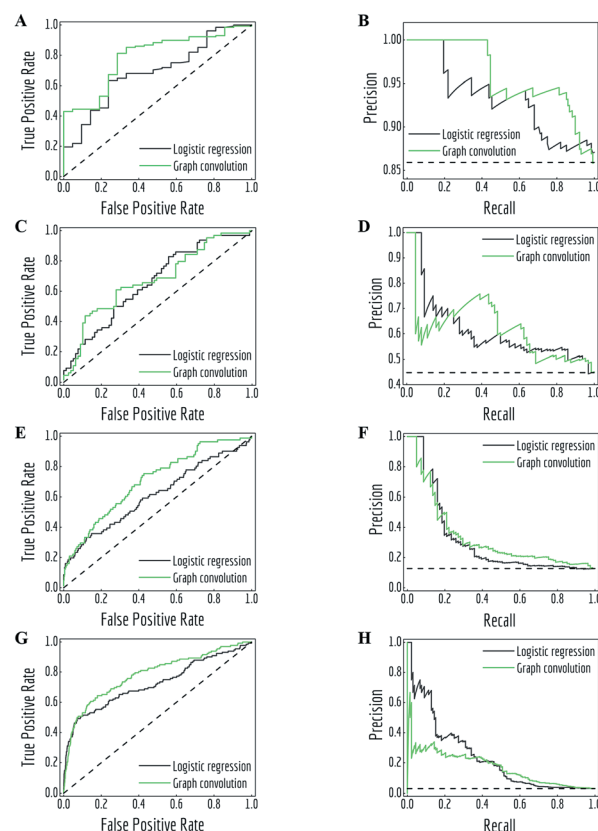 A
True Positive Rate
1.0
0.8
0.6
0.4
0.2
0.0
Logistic regression
Graph convolution
0.0 0.2 0.4 0.6 0.8 1.0
False Positive Rate
B
Precision
1.00
0.95
0.90
0.85
Logistic regression
Graph convolution
0.0 0.2 0.4 0.6 0.8 1.0
Recall
C
True Positive Rate
1.0
0.8
0.6
0.4
0.2
0.0
Logistic regression
Graph convolution
0.0 0.2 0.4 0.6 0.8 1.0
False Positive Rate
D
Precision
1.0
0.9
0.8
0.7
0.6
0.5
0.4
Logistic regression
Graph convolution
0.0 0.2 0.4 0.6 0.8 1.0
Recall
E
True Positive Rate
1.0
0.8
0.6
0.4
0.2
0.0
Logistic regression
Graph convolution
0.0 0.2 0.4 0.6 0.8 1.0
False Positive Rate
F
Precision
1.0
0.8
0.6
0.4
0.2
0.0
Logistic regression
Graph convolution
0.0 0.2 0.4 0.6 0.8 1.0
Recall
G
True Positive Rate
1.0
0.8
0.6
0.4
0.2
0.0
Logistic regression
Graph convolution
0.0 0.2 0.4 0.6 0.8 1.0
False Positive Rate
H
Precision
1.0
0.8
0.6
0.4
0.2
0.0
Logistic regression
Graph convolution
0.0 0.2 0.4 0.6 0.8 1.0
Recall